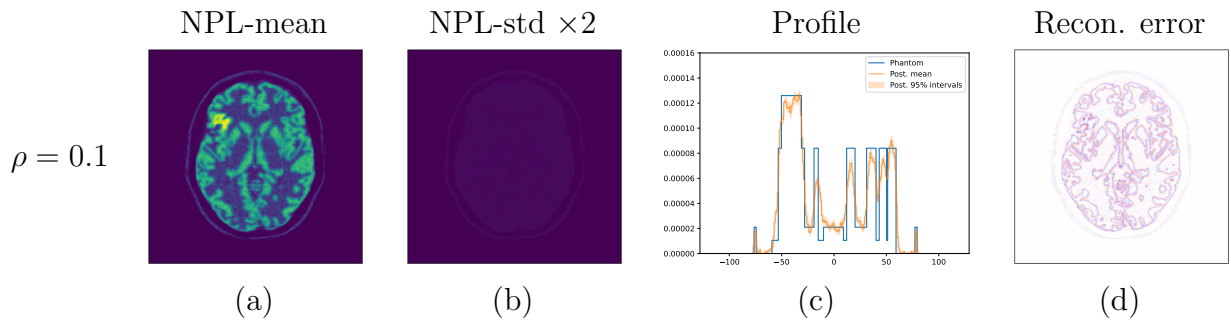 NPL-mean
NPL-std ×2
Profile
Recon. error
ρ = 0.1
0.00016
0.00014
0.00012
0.00010
0.00008
0.00006
0.00004
0.00002
0.00000
Phantom
Post. mean
Post. 95% intervals
−100 −50 0 50 100
(a)
(b)
(c)
(d)